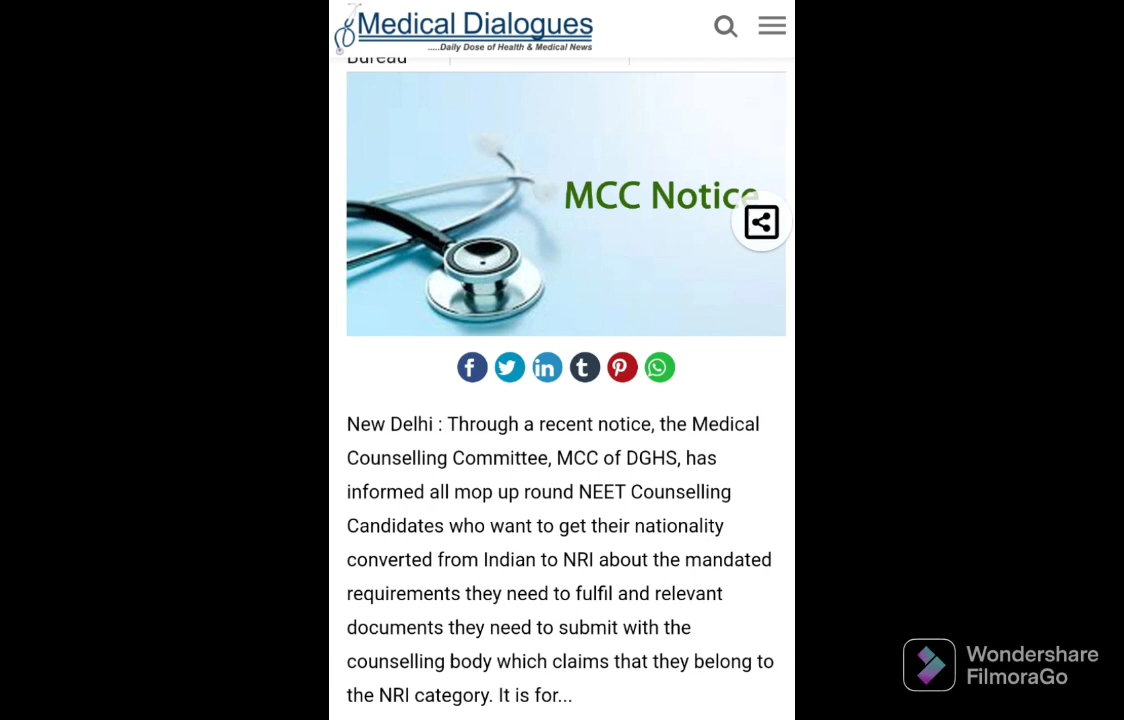 Medical Dialogues
.....Daily Dose of Health & Medical News
Bureau
MCC Notice
New Delhi : Through a recent notice, the Medical
Counselling Committee, MCC of DGHS, has
informed all mop up round NEET Counselling
Candidates who want to get their nationality
converted from Indian to NRI about the mandated
requirements they need to fulfil and relevant
documents they need to submit with the
counselling body which claims that they belong to
the NRI category. It is for...
Wondershare
FilmoraGo